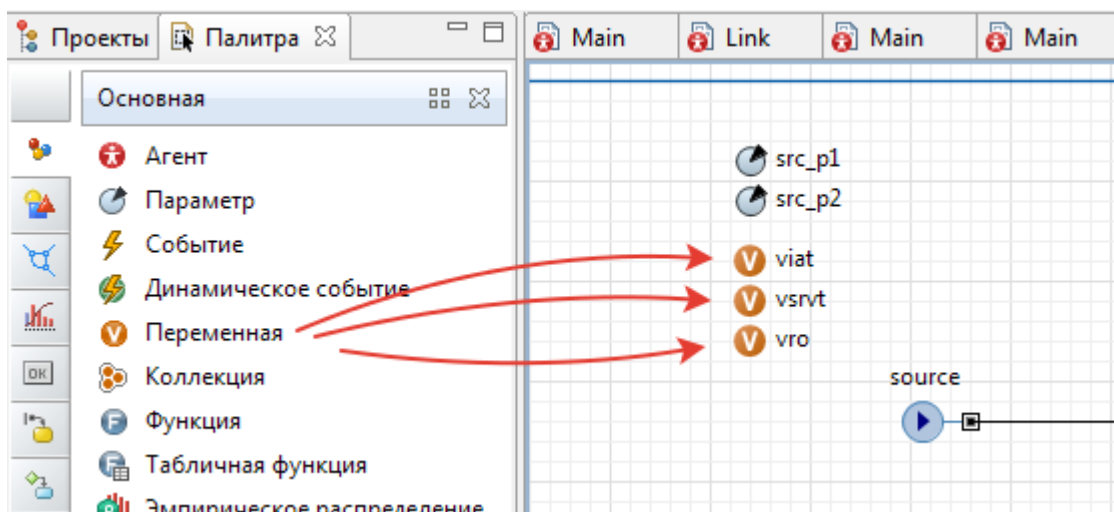 Проекты Палитра Main Link Main Main
Основная
Агент
Параметр
Событие
Динамическое событие
Переменная
Коллекция
Функция
Табличная функция
Эмпирическое распределение
src_p1
src_p2
V viat
V vsrvt
V vro
source
OK